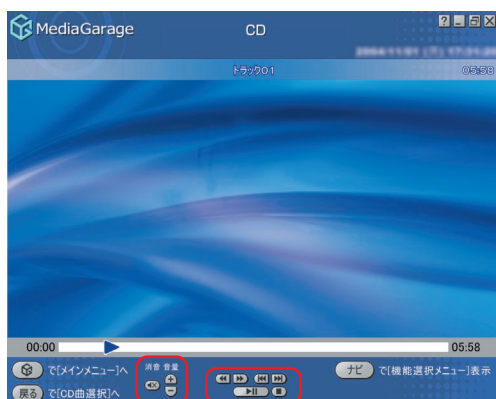 MediaGarage
CD
トラック01
05:58
00:00
05:58
で[メインメニュー]へ
消音 音量
ナビ で[機能選択メニュー]表示
戻る で[CD曲選択]へ